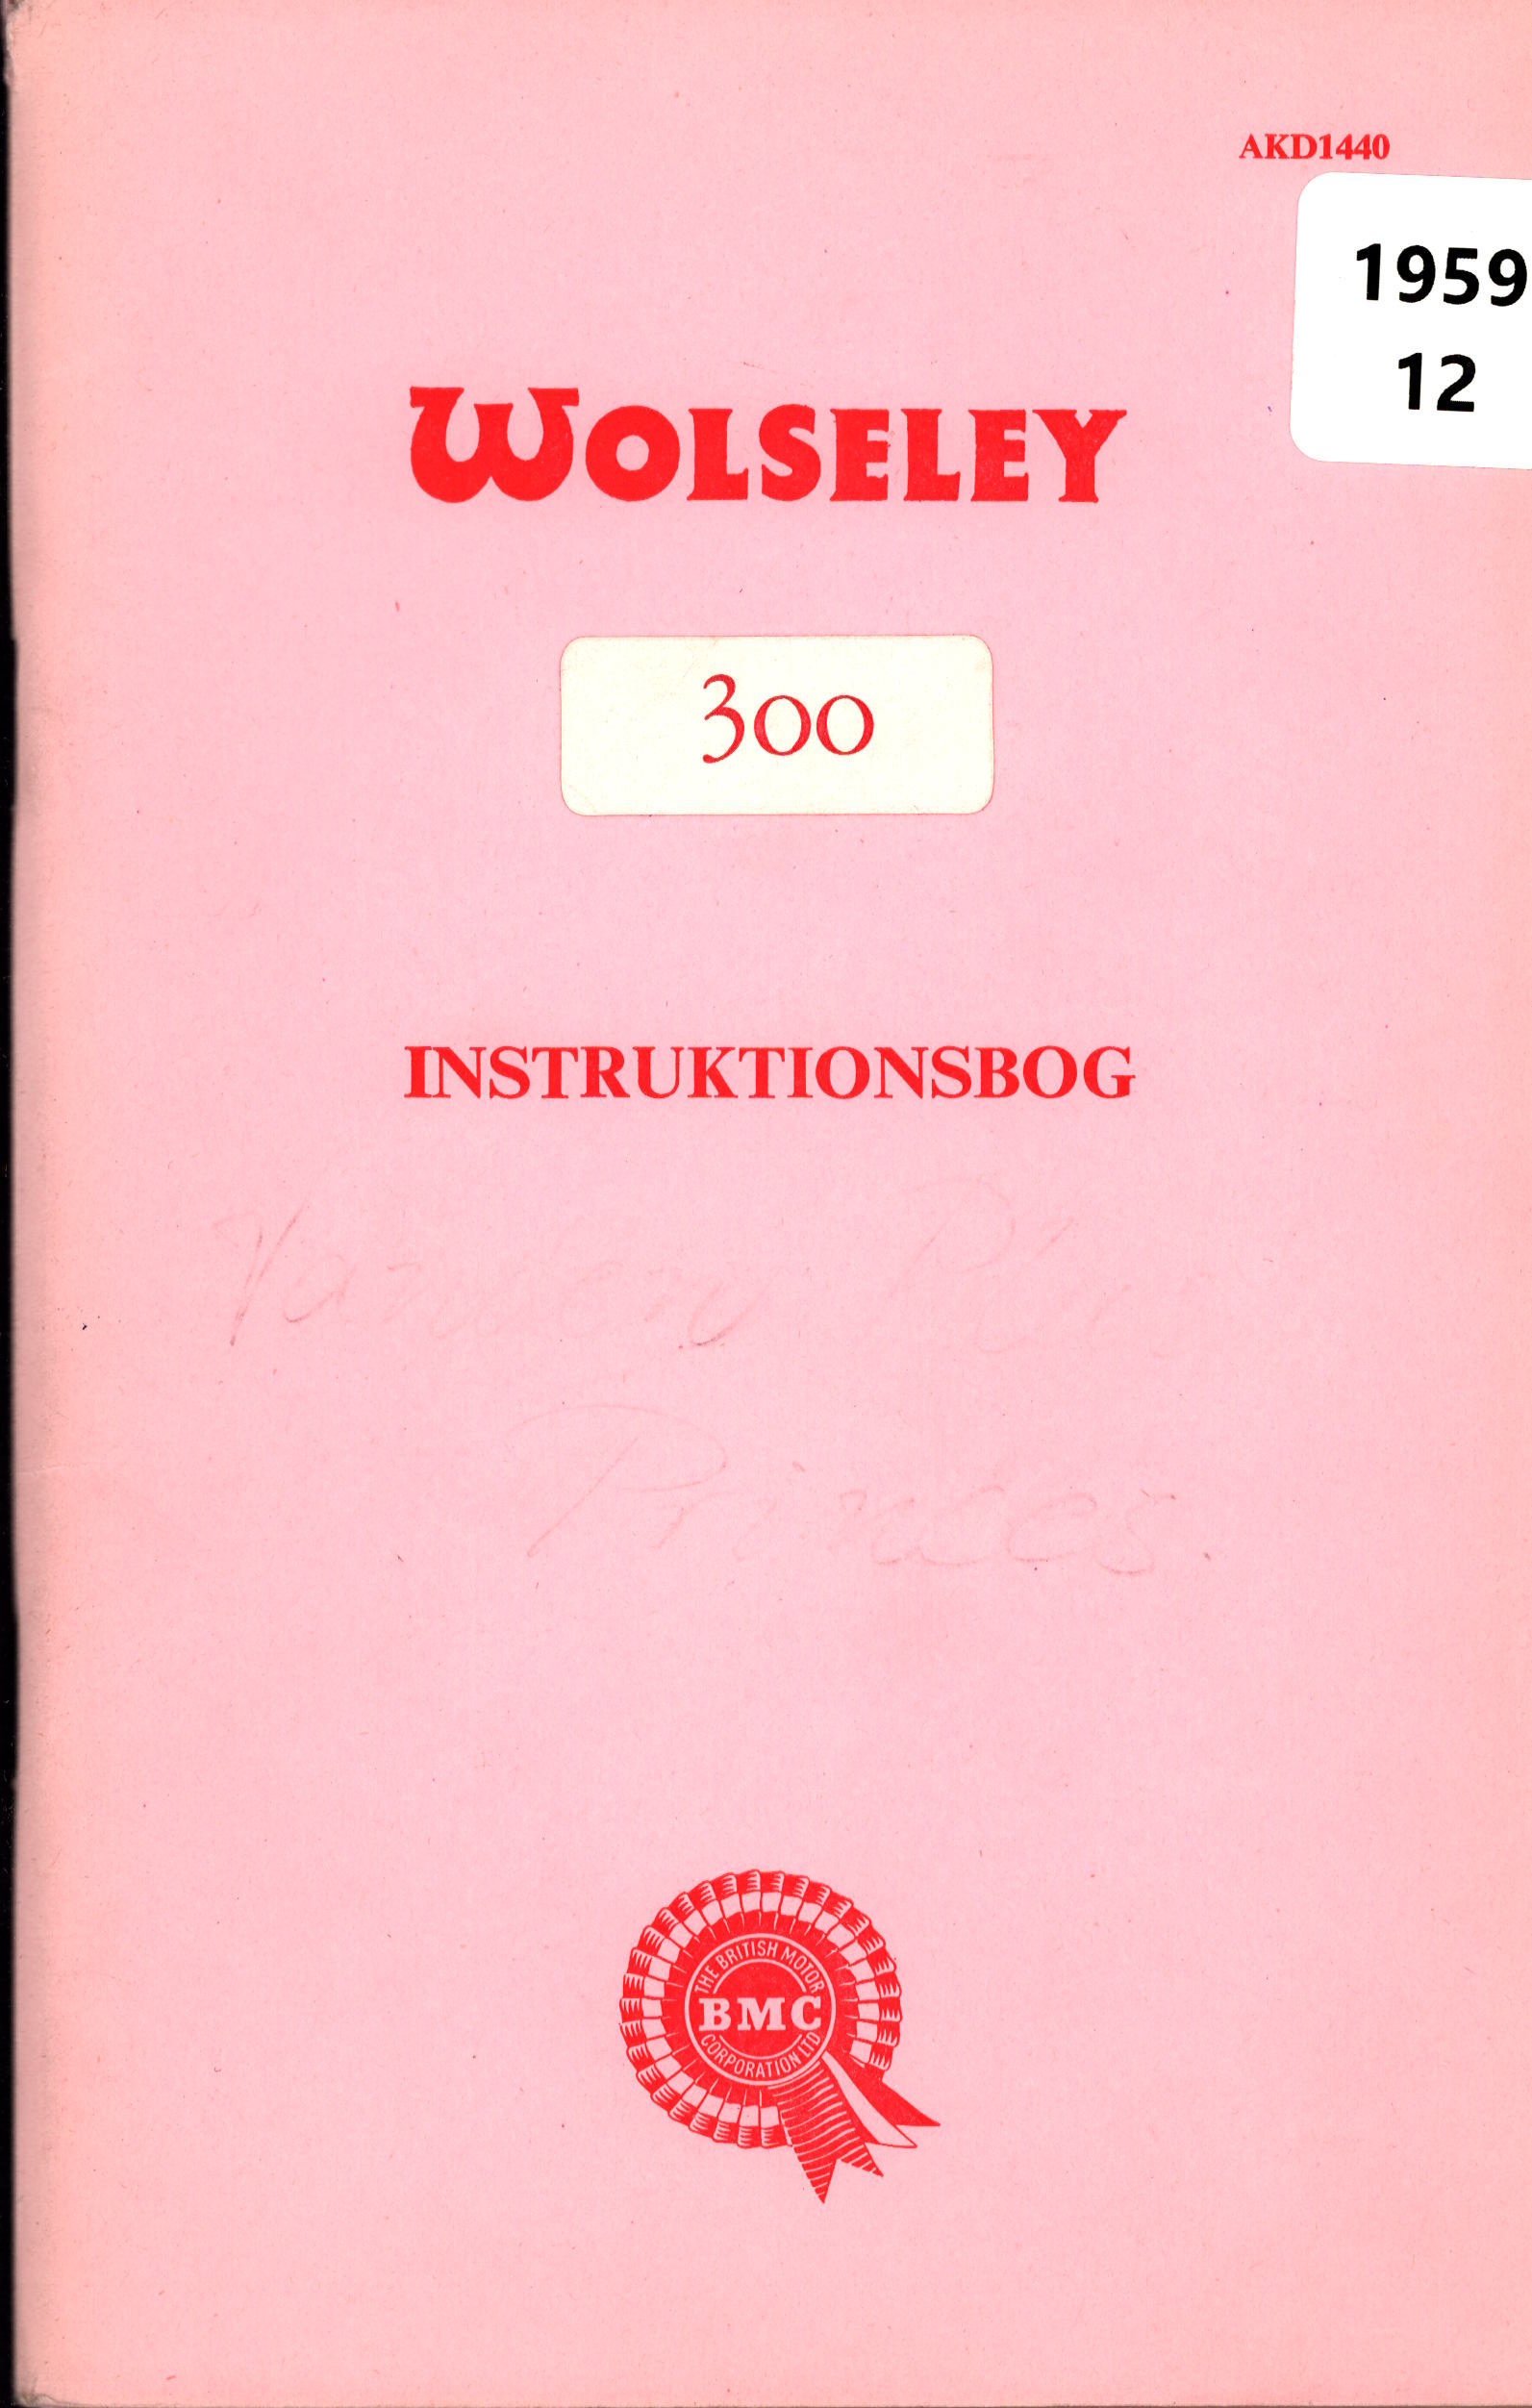 AKD1440
1959
12
WOLSELEY
300
INSTRUKTIONSBOG
THE BRITISH MOTOR
BMC
CORPORATION LTD